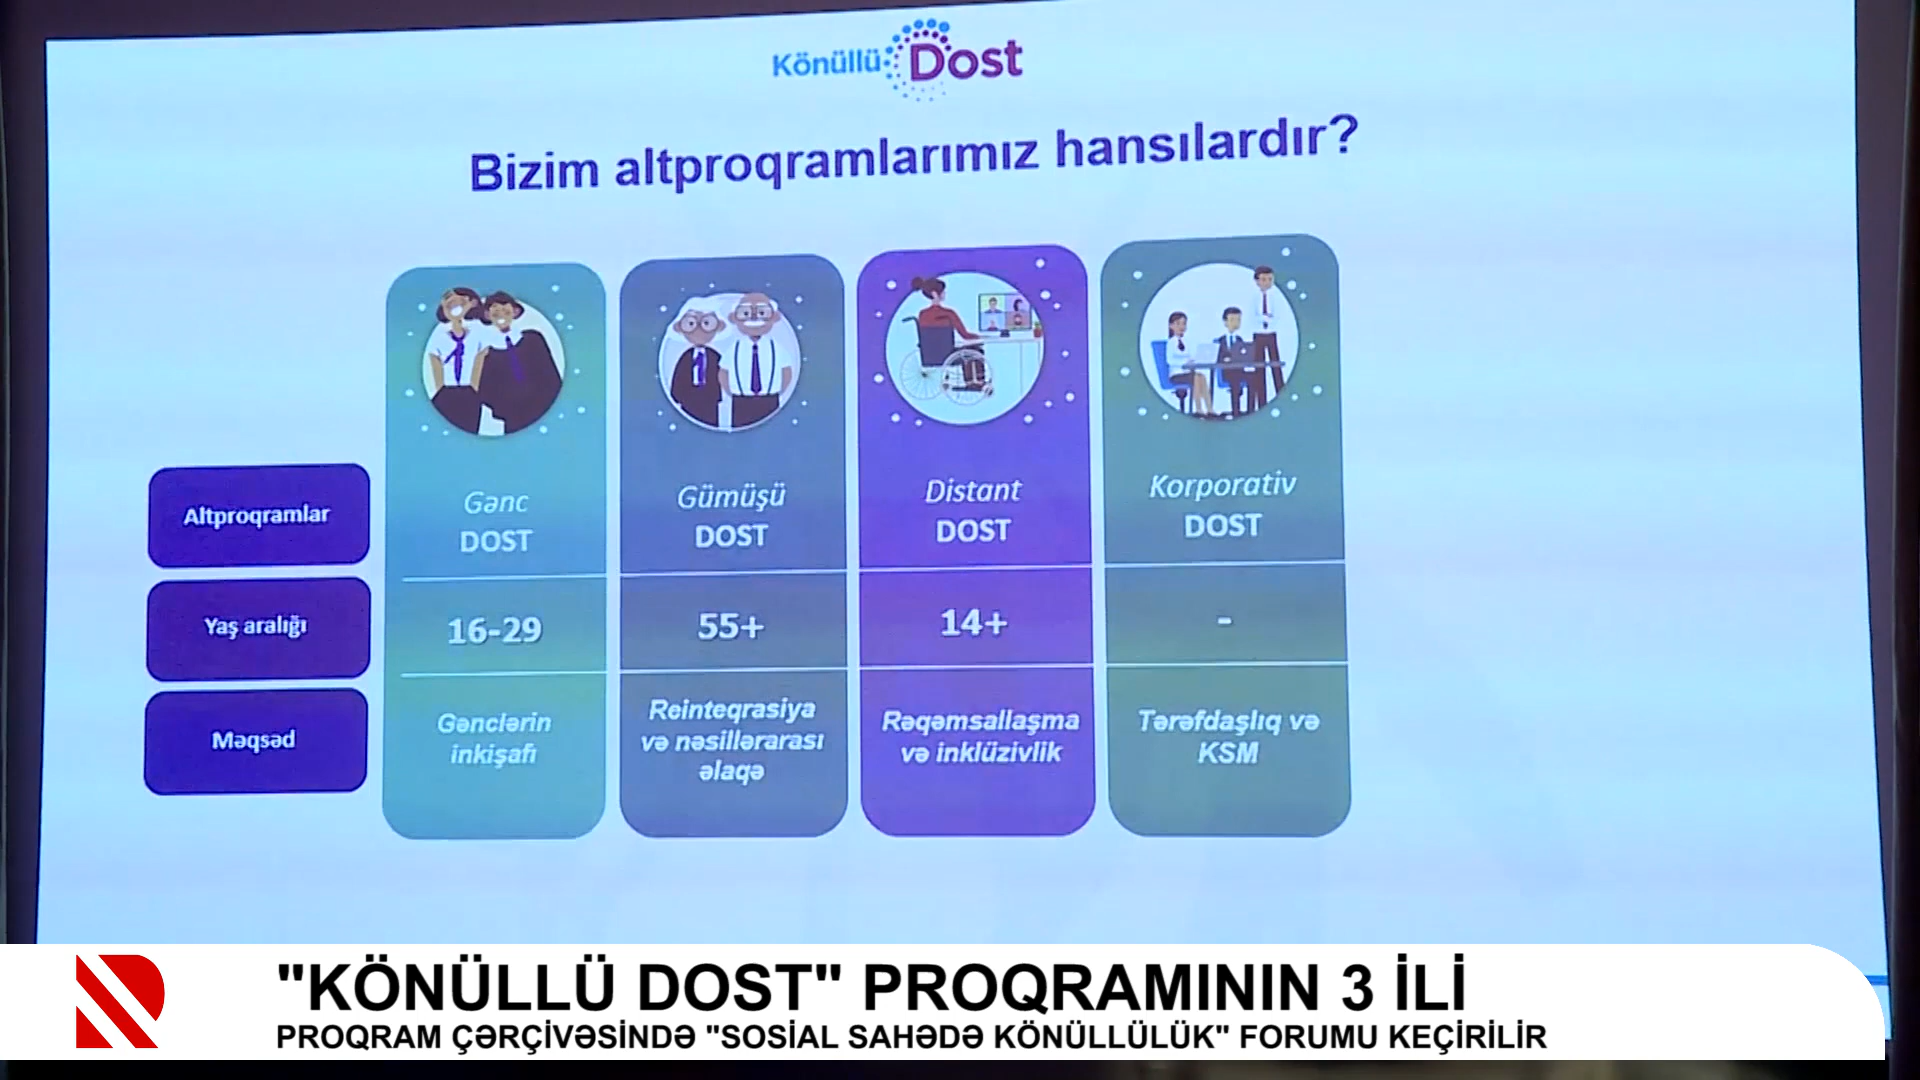 Könüllü Dost
Bizim altproqramlarımız hansılardır?
Altproqramlar
Gənc
DOST
Gümüşü
DOST
Distant
DOST
Korporativ
DOST
Yaş aralığı
16-29
55+
14+
-
Məqsəd
Gənclərin
inkişafı
Reinteqrasiya
və nəsillərarası
əlaqə
Rəqəmsallaşma
və inklüzivlik
Tərəfdaşlıq və
KSM
"KÖNÜLLÜ DOST" PROQRAMININ 3 İLİ
PROQRAM ÇƏRÇİVƏSİNDƏ "SOSİAL SAHƏDƏ KÖNÜLLÜLÜK" FORUMU KEÇİRİLİR